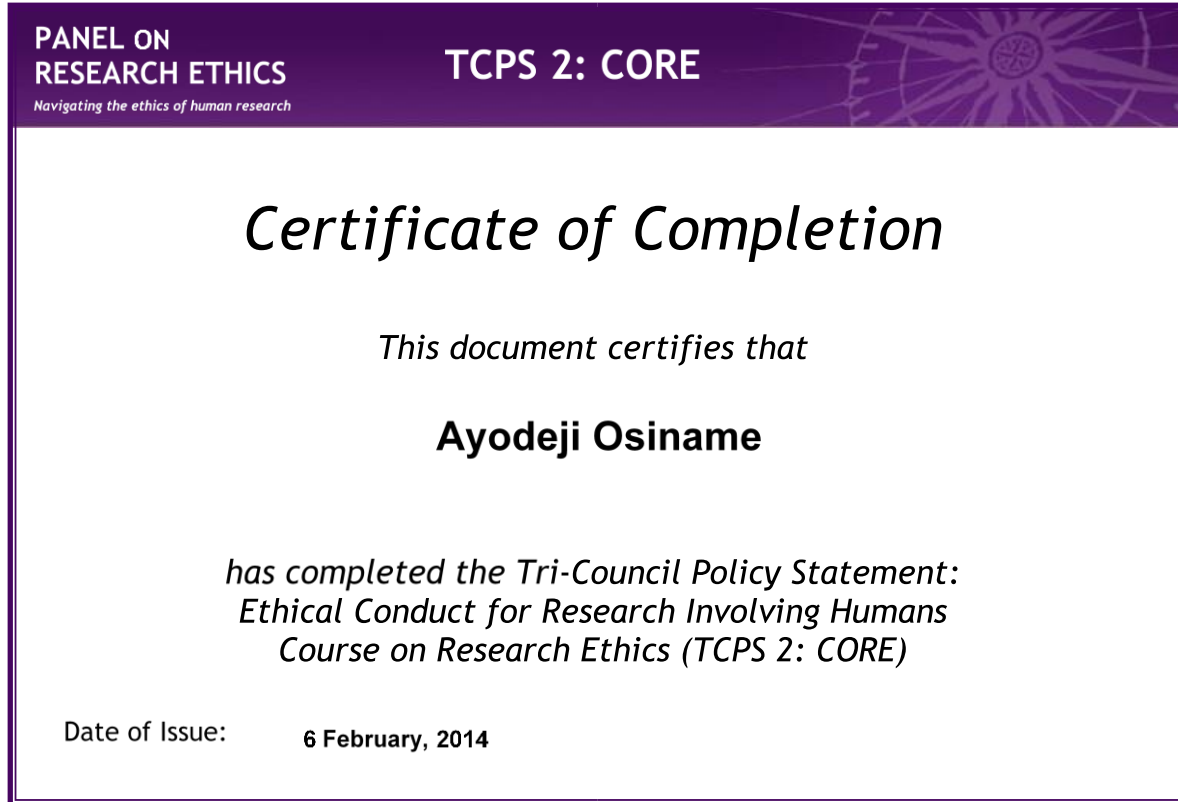 PANEL ON
RESEARCH ETHICS
Navigating the ethics of human research
TCPS 2: CORE
Certificate of Completion
This document certifies that
Ayodeji Osiname
has completed the Tri-Council Policy Statement:
Ethical Conduct for Research Involving Humans
Course on Research Ethics (TCPS 2: CORE)
Date of Issue: 6 February, 2014